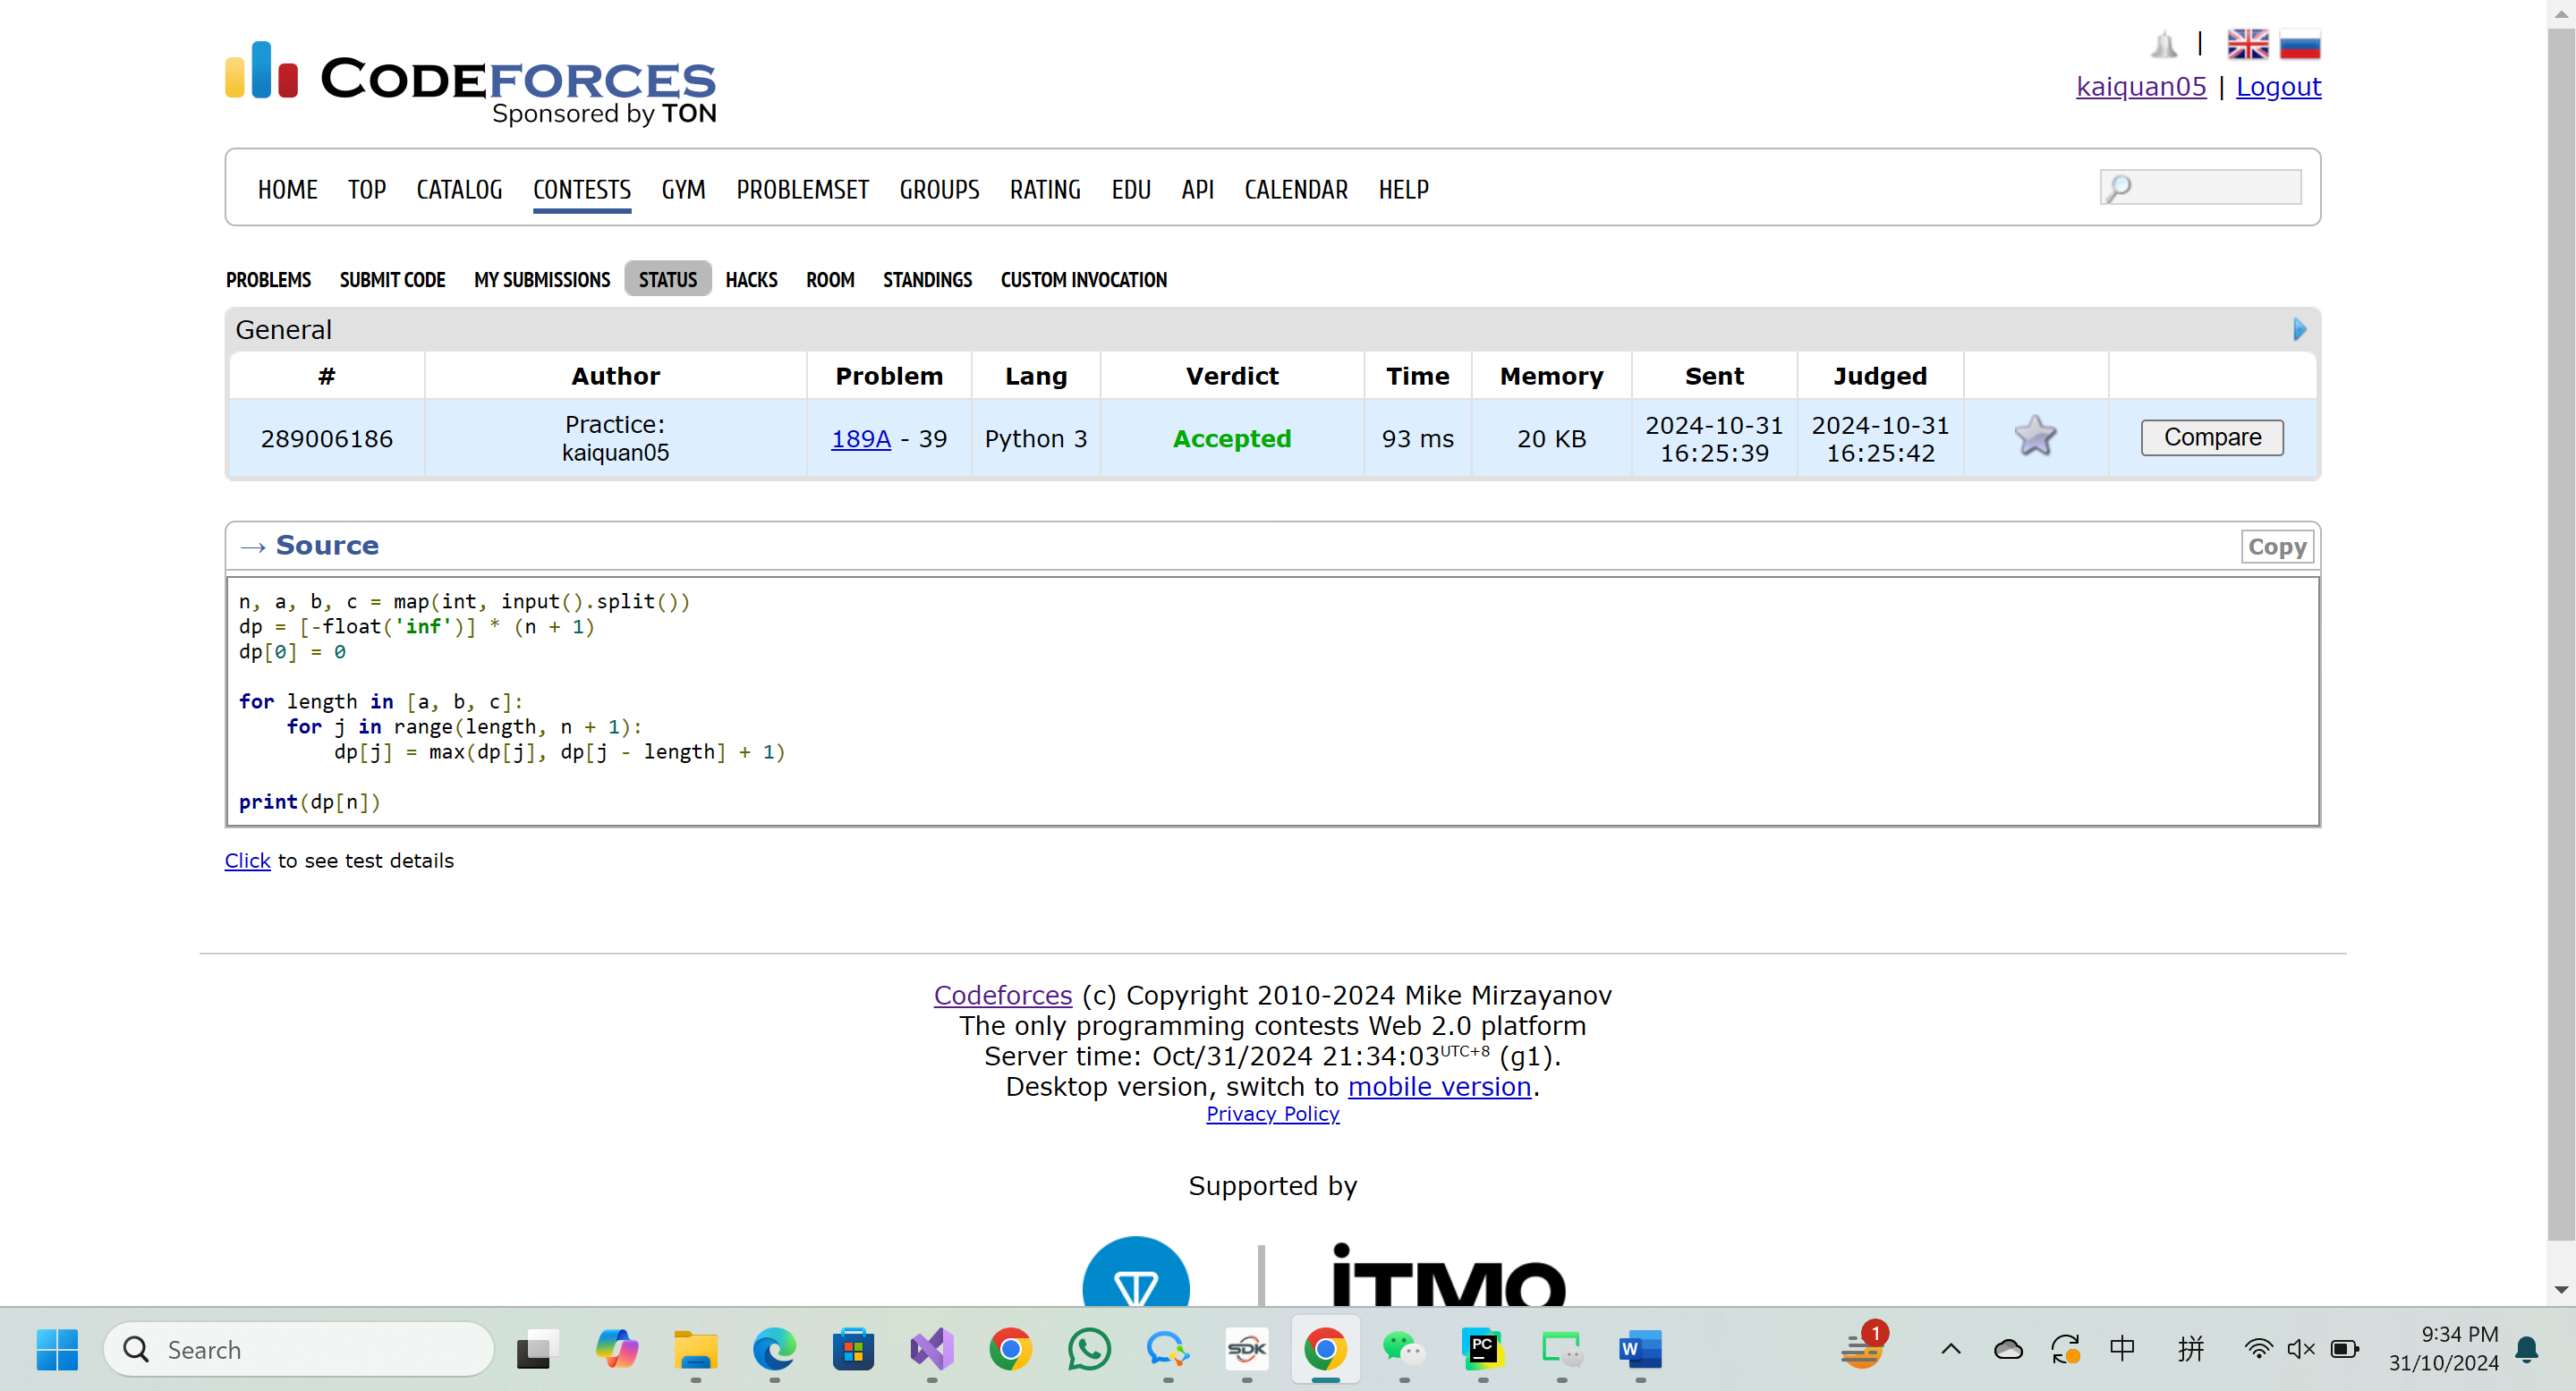 CODEFORCES
Sponsored by TON
|
kaiquan05 | Logout
HOME TOP CATALOG CONTESTS GYM PROBLEMSET GROUPS RATING EDU API CALENDAR HELP
PROBLEMS SUBMIT CODE MY SUBMISSIONS STATUS HACKS ROOM STANDINGS CUSTOM INVOCATION
General
# Author Problem Lang Verdict Time Memory Sent Judged
289006186 Practice: kaiquan05 189A - 39 Python 3 Accepted 93 ms 20 KB 2024-10-31 16:25:39 2024-10-31 16:25:42 Compare
→ Source
Copy
n, a, b, c = map(int, input().split())
dp = [-float('inf')] * (n + 1)
dp[0] = 0
for length in [a, b, c]:
    for j in range(length, n + 1):
        dp[j] = max(dp[j], dp[j - length] + 1)
print(dp[n])
Click to see test details
Codeforces (c) Copyright 2010-2024 Mike Mirzayanov
The only programming contests Web 2.0 platform
Server time: Oct/31/2024 21:34:03UTC+8 (g1).
Desktop version, switch to mobile version.
Privacy Policy
Supported by
iTMO
Search
SDK
PC
W
1
中
拼
9:34 PM
31/10/2024